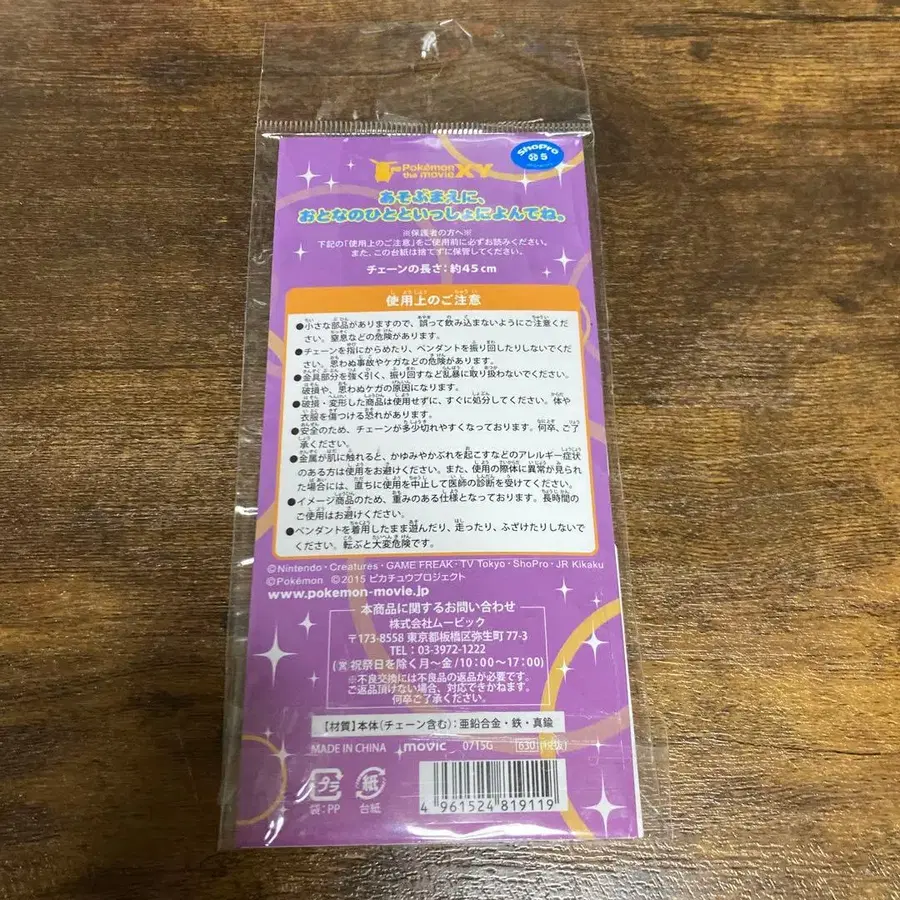 ShoPro
5
Pokémon
the movie XY
あそぶまえに、
おとなのひとといっしょによんでね。
※保護者の方へ※
下記の「使用上のご注意」をご使用前に必ずお読みください。
また、この台紙は捨てずに保管してください。
チェーンの長さ：約45cm
使用上のご注意
●小さな部品がありますので、誤って飲み込まないようにご注意くだ
さい。窒息などの危険があります。
●チェーンを指にからめたり、ペンダントを振り回したりしないでくだ
さい。思わぬ事故やケガなどの危険があります。
●金具部分を強く引く、振り回すなど乱暴に取り扱わないでください。
破損や、思わぬケガの原因になります。
●破損・変形した商品は使用せずに、すぐに処分してください。体や
衣服を傷つける恐れがあります。
●安全のため、チェーンが多少切れやすくなっております。何卒、ご了
承ください。
●金属が肌に触れると、かゆみやかぶれを起こすなどのアレルギー症状
のある方は使用をお避けください。また、使用の際体に異常が見られ
た場合には、直ちに使用を中止して医師の診断を受けてください。
●イメージ商品のため、重みのある仕様となっております。長時間の
ご使用はお避けください。
●ペンダントを着用したまま遊んだり、走ったり、ふざけたりしないで
ください。転ぶと大変危険です。
©Nintendo・Creatures・GAME FREAK・TV Tokyo・ShoPro・JR Kikaku
©Pokémon ©2015 ピカチュウプロジェクト
www.pokemon-movie.jp
本商品に関するお問い合わせ
株式会社ムービック
〒173-8558 東京都板橋区弥生町 77-3
TEL：03-3972-1222
(営 祝祭日を除く月〜金/10：00〜17：00)
※不良交換には不良品の返品が必要です。
ご返品頂けない場合、対応できかねます。
何卒ご了承ください。
【材質】本体（チェーン含む）：亜鉛合金・鉄・真鍮
MADE IN CHINA movic 0715G 630(税抜)
プラ 紙
袋：PP 台紙
4 961524 819119